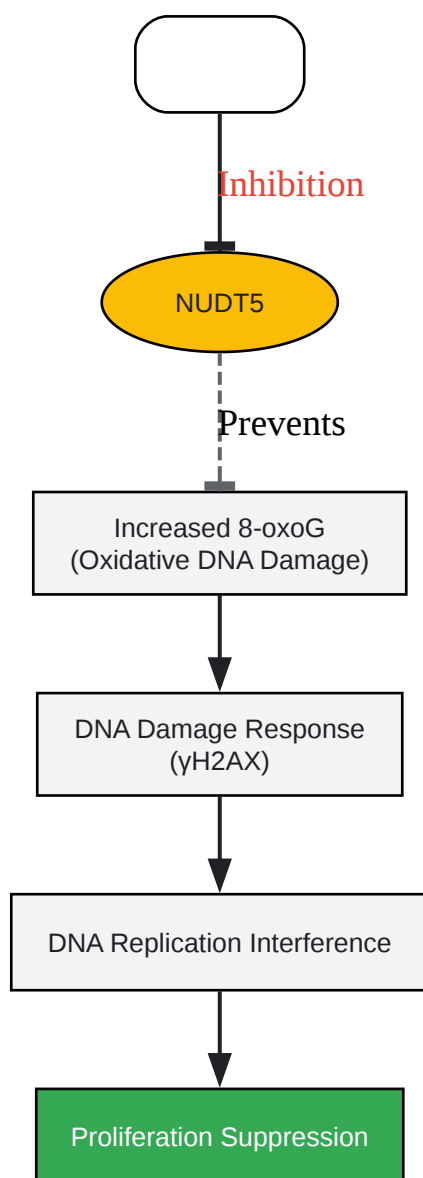 Inhibition
NUDT5
Prevents
Increased 8-oxoG
(Oxidative DNA Damage)
DNA Damage Response
(γH2AX)
DNA Replication Interference
Proliferation Suppression